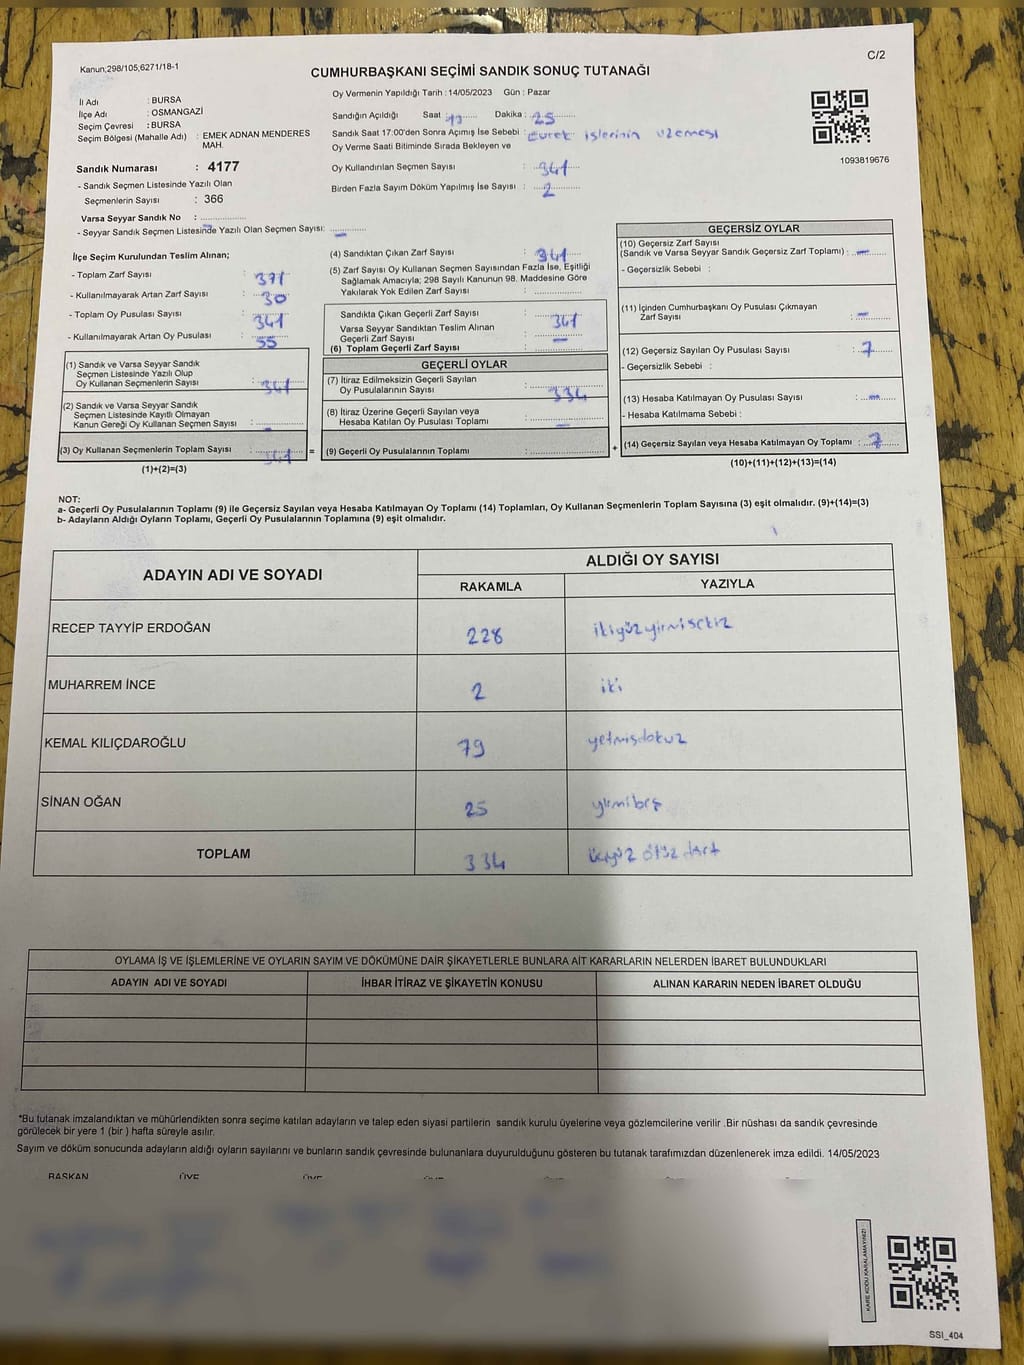 Kanun;298/105,6271/18-1
C/2
CUMHURBAŞKANI SEÇİMİ SANDIK SONUÇ TUTANAĞI
İl Adı : BURSA
İlçe Adı : OSMANGAZİ
Seçim Çevresi : BURSA
Seçim Bölgesi (Mahalle Adı) : EMEK ADNAN MENDERES
MAH.
Sandık Numarası : 4177
- Sandık Seçmen Listesinde Yazılı Olan
Seçmenlerin Sayısı : 366
Varsa Seyyar Sandık No : ................
- Seyyar Sandık Seçmen Listesinde Yazılı Olan Seçmen Sayısı: —
Oy Vermenin Yapıldığı Tarih : 14/05/2023 Gün : Pazar
Sandığın Açıldığı Saat Dakika : 25
Sandık Saat 17:00'den Sonra Açımış İse Sebebi : Evrak işlerinin uzaması
Oy Verme Saati Bitiminde Sırada Bekleyen ve
Oy Kullandırılan Seçmen Sayısı : 341
Birden Fazla Sayım Döküm Yapılmış İse Sayısı : 2
1093819676
İlçe Seçim Kurulundan Teslim Alınan;
- Toplam Zarf Sayısı : 371
- Kullanılmayarak Artan Zarf Sayısı : 30
- Toplam Oy Pusulası Sayısı : 341
- Kullanılmayarak Artan Oy Pusulası : 55
(1) Sandık ve Varsa Seyyar Sandık
Seçmen Listesinde Yazılı Olup
Oy Kullanan Seçmenlerin Sayısı : 341
(2) Sandık ve Varsa Seyyar Sandık
Seçmen Listesinde Kayıtlı Olmayan
Kanun Gereği Oy Kullanan Seçmen Sayısı : -
(3) Oy Kullanan Seçmenlerin Toplam Sayısı : 341 =
(1)+(2)=(3)
(4) Sandıktan Çıkan Zarf Sayısı : 341
(5) Zarf Sayısı Oy Kullanan Seçmen Sayısından Fazla İse, Eşitliği
Sağlamak Amacıyla; 298 Sayılı Kanunun 98. Maddesine Göre
Yakılarak Yok Edilen Zarf Sayısı : ................
Sandıkta Çıkan Geçerli Zarf Sayısı : 341
Varsa Seyyar Sandıktan Teslim Alınan
Geçerli Zarf Sayısı : —
(6) Toplam Geçerli Zarf Sayısı : ................
GEÇERLİ OYLAR
(7) İtiraz Edilmeksizin Geçerli Sayılan
Oy Pusulalarının Sayısı : 334
(8) İtiraz Üzerine Geçerli Sayılan veya
Hesaba Katılan Oy Pusulası Toplamı : —
(9) Geçerli Oy Pusulalarının Toplamı : ................ +
GEÇERSİZ OYLAR
(10) Geçersiz Zarf Sayısı
(Sandık ve Varsa Seyyar Sandık Geçersiz Zarf Toplamı) : —
- Geçersizlik Sebebi :
(11) İçinden Cumhurbaşkanı Oy Pusulası Çıkmayan
Zarf Sayısı : —
(12) Geçersiz Sayılan Oy Pusulası Sayısı : 7
- Geçersizlik Sebebi :
(13) Hesaba Katılmayan Oy Pusulası Sayısı : —
- Hesaba Katılmama Sebebi :
(14) Geçersiz Sayılan veya Hesaba Katılmayan Oy Toplamı : 7
(10)+(11)+(12)+(13)=(14)
NOT:
a- Geçerli Oy Pusulalarının Toplamı (9) ile Geçersiz Sayılan veya Hesaba Katılmayan Oy Toplamı (14) Toplamları, Oy Kullanan Seçmenlerin Toplam Sayısına (3) eşit olmalıdır. (9)+(14)=(3)
b- Adayların Aldığı Oyların Toplamı, Geçerli Oy Pusulalarının Toplamına (9) eşit olmalıdır.
ADAYIN ADI VE SOYADI ALDIĞI OY SAYISI
RAKAMLA YAZIYLA
RECEP TAYYİP ERDOĞAN 228 ikiyüzyirmisekiz
MUHARREM İNCE 2 iki
KEMAL KILIÇDAROĞLU 79 yetmişdokuz
SİNAN OĞAN 25 yirmibeş
TOPLAM 334 üçyüz otuz dört
OYLAMA İŞ VE İŞLEMLERİNE VE OYLARIN SAYIM VE DÖKÜMÜNE DAİR ŞİKAYETLERLE BUNLARA AİT KARARLARIN NELERDEN İBARET BULUNDUKLARI
ADAYIN ADI VE SOYADI İHBAR İTİRAZ VE ŞİKAYETİN KONUSU ALINAN KARARIN NEDEN İBARET OLDUĞU
*Bu tutanak imzalandıktan ve mühürlendikten sonra seçime katılan adayların ve talep eden siyasi partilerin sandık kurulu üyelerine veya gözlemcilerine verilir .Bir nüshası da sandık çevresinde
görülecek bir yere 1 (bir ) hafta süreyle asılır.
Sayım ve döküm sonucunda adayların aldığı oyların sayılarını ve bunların sandık çevresinde bulunanlara duyurulduğunu gösteren bu tutanak tarafımızdan düzenlenerek imza edildi. 14/05/2023
BAŞKAN ÜYE ÜYE
KARE KODU KARALAMAYINIZ!
SSI_404